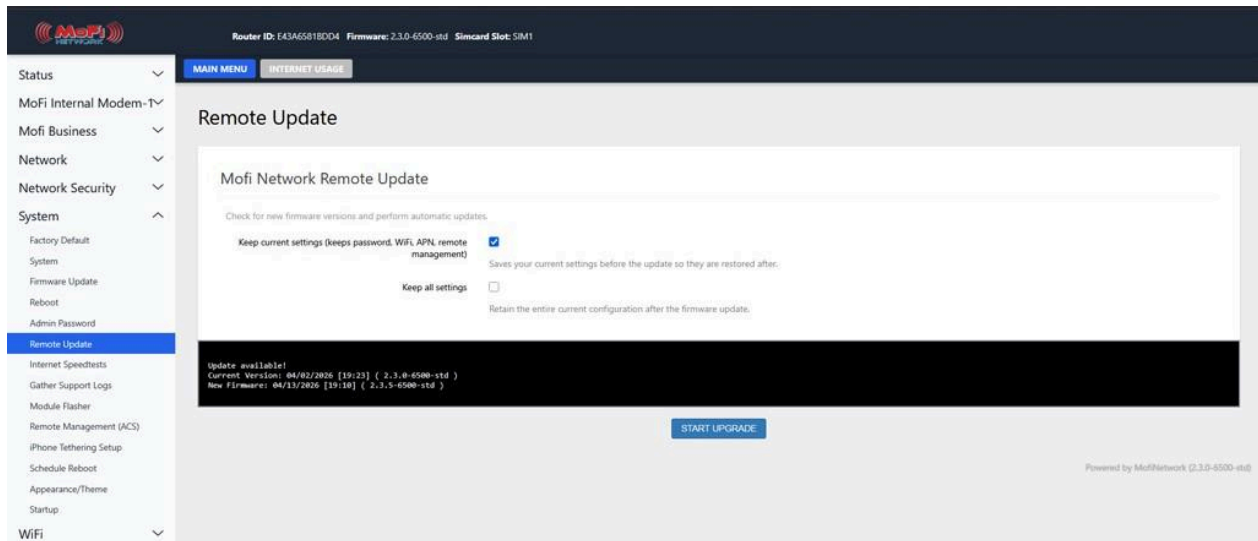 MoFi
NETWORK
Router ID: E43A6581BDD4 Firmware: 2.3.0-6500-std Simcard Slot: SIM1
MAIN MENU INTERNET USAGE
Status
MoFi Internal Modem-1
Mofi Business
Network
Network Security
System
Factory Default
System
Firmware Update
Reboot
Admin Password
Remote Update
Internet Speedtests
Gather Support Logs
Module Flasher
Remote Management (ACS)
iPhone Tethering Setup
Schedule Reboot
Appearance/Theme
Startup
WiFi
Remote Update
Mofi Network Remote Update
Check for new firmware versions and perform automatic updates.
Keep current settings (keeps password, WiFi, APN, remote
management)
Saves your current settings before the update so they are restored after.
Keep all settings
Retain the entire current configuration after the firmware update.
Update available!
Current Version: 04/02/2026 [19:23] ( 2.3.0-6500-std )
New Firmware: 04/13/2026 [19:10] ( 2.3.5-6500-std )
START UPGRADE
Powered by MofiNetwork (2.3.0-6500-std)